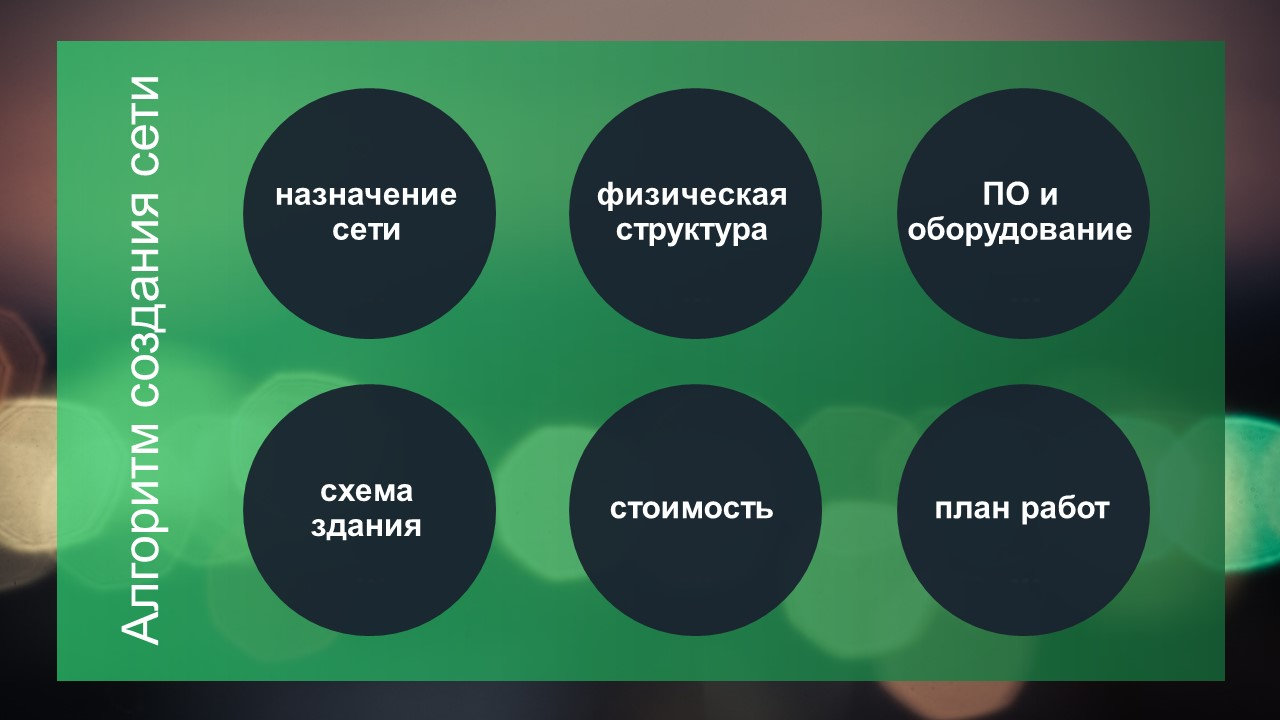 Алгоритм создания сети
назначение
сети
физическая
структура
ПО и
оборудование
схема
здания
стоимость
план работ